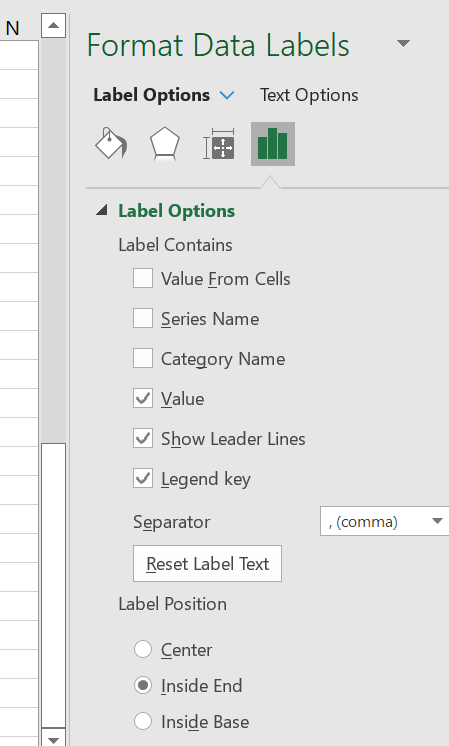 N
Format Data Labels
Label Options Text Options
Label Options
Label Contains
Value From Cells
Series Name
Category Name
Value
Show Leader Lines
Legend key
Separator , (comma)
Reset Label Text
Label Position
Center
Inside End
Inside Base